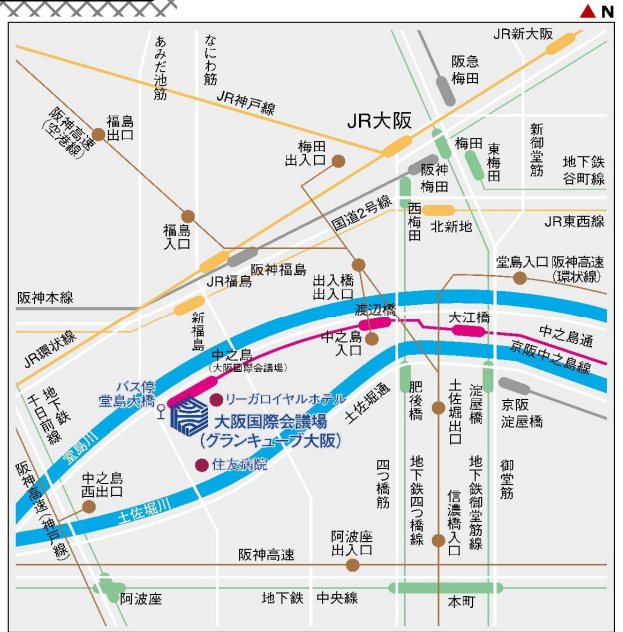 N
JR新大阪
なにわ筋
あみだ池筋
阪急
梅田
JR神戸線
JR大阪
福島
出口
阪神高速
(空港線)
梅田
出入口
梅田
東梅田
新御堂筋
地下鉄
谷町線
阪神
梅田
西梅田
国道2号線
北新地
JR東西線
福島
入口
JR福島
阪神福島
出入橋
出入口
堂島入口
阪神高速
(環状線)
阪神本線
新福島
渡辺橋
大江橋
中之島通
JR環状線
中之島
(大阪国際会議場)
中之島
入口
京阪中之島線
バス停
堂島大橋
リーガロイヤルホテル
土佐堀通
地下鉄
千日前線
大阪国際会議場
(グランキューブ大阪)
肥後橋
土佐堀出口
淀屋橋
京阪
淀屋橋
堂島川
住友病院
阪神高速(神戸線)
中之島
西出口
四つ橋筋
地下鉄四つ橋線
信濃橋入口
地下鉄御堂筋線
御堂筋
土佐堀川
阪神高速
阿波座
出入口
阿波座
地下鉄 中央線
本町